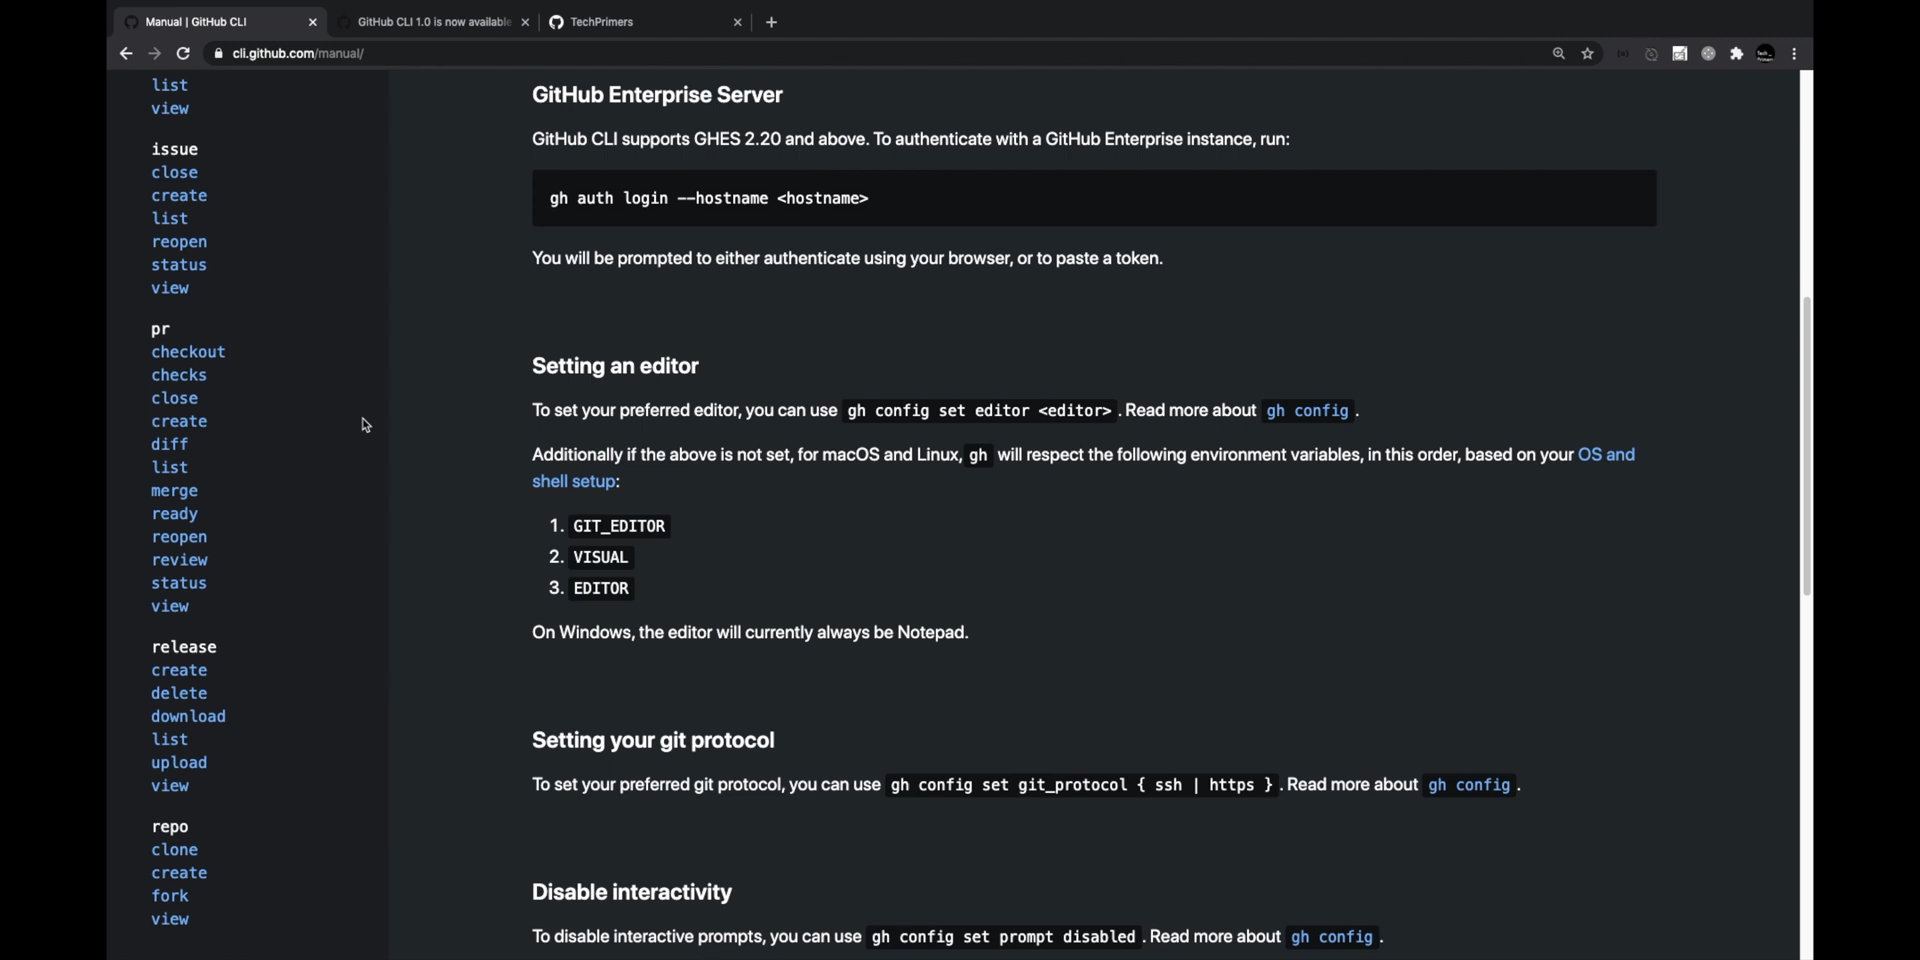 Manual | GitHub CLI
GitHub CLI 1.0 is now available
TechPrimers
cli.github.com/manual/
list
view
issue
close
create
list
reopen
status
view
pr
checkout
checks
close
create
diff
list
merge
ready
reopen
review
status
view
release
create
delete
download
list
upload
view
repo
clone
create
fork
view
GitHub Enterprise Server
GitHub CLI supports GHES 2.20 and above. To authenticate with a GitHub Enterprise instance, run:
gh auth login --hostname <hostname>
You will be prompted to either authenticate using your browser, or to paste a token.
Setting an editor
To set your preferred editor, you can use gh config set editor <editor>. Read more about gh config.
Additionally if the above is not set, for macOS and Linux, gh will respect the following environment variables, in this order, based on your OS and
shell setup:
1. GIT_EDITOR
2. VISUAL
3. EDITOR
On Windows, the editor will currently always be Notepad.
Setting your git protocol
To set your preferred git protocol, you can use gh config set git_protocol { ssh | https }. Read more about gh config.
Disable interactivity
To disable interactive prompts, you can use gh config set prompt disabled. Read more about gh config.